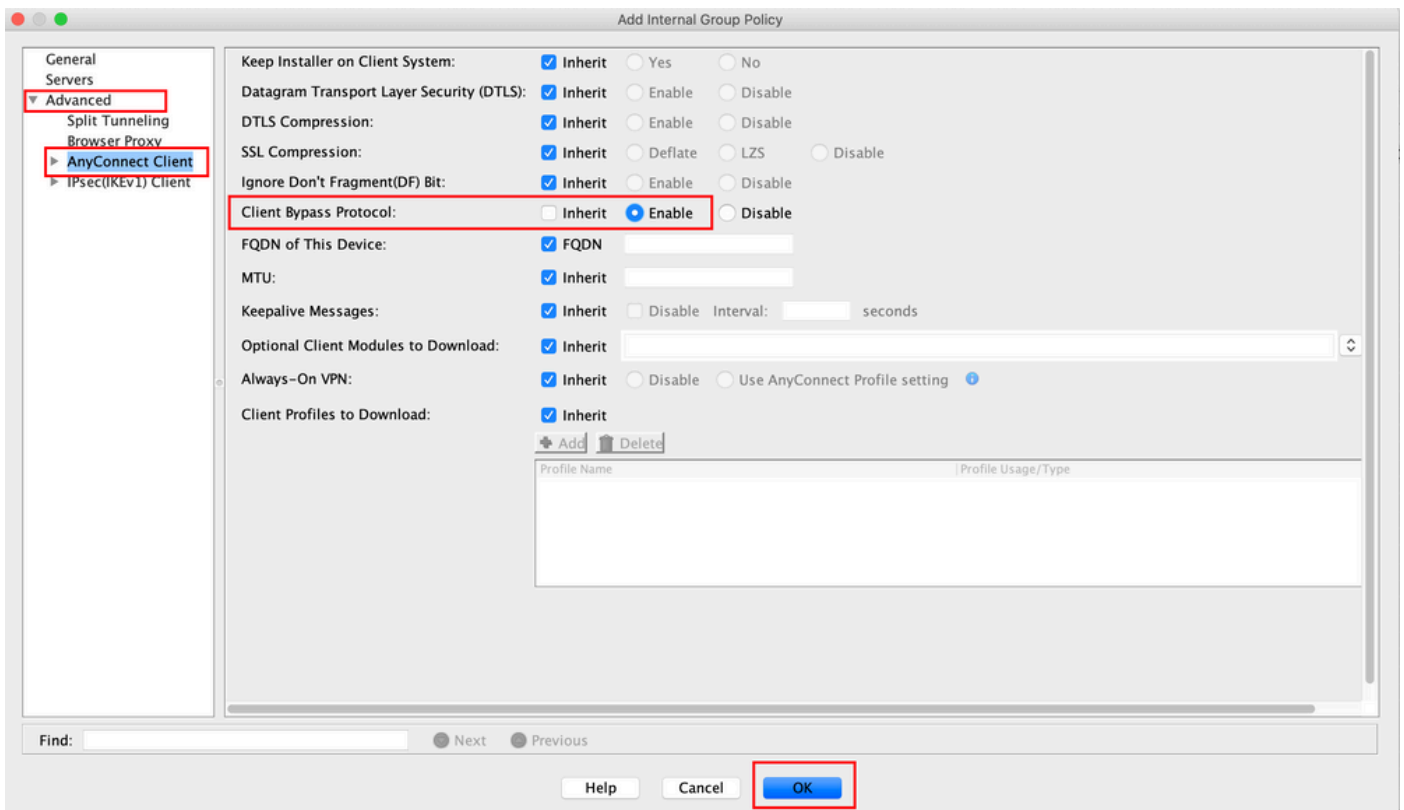 Add Internal Group Policy
General
Servers
Advanced
Split Tunneling
Browser Proxy
AnyConnect Client
IPsec(IKEv1) Client
Keep Installer on Client System: Inherit Yes No
Datagram Transport Layer Security (DTLS): Inherit Enable Disable
DTLS Compression: Inherit Enable Disable
SSL Compression: Inherit Deflate LZS Disable
Ignore Don't Fragment(DF) Bit: Inherit Enable Disable
Client Bypass Protocol: Inherit Enable Disable
FQDN of This Device: FQDN
MTU: Inherit
Keepalive Messages: Inherit Disable Interval: seconds
Optional Client Modules to Download: Inherit
Always-On VPN: Inherit Disable Use AnyConnect Profile setting
Client Profiles to Download: Inherit
Add Delete
Profile Name Profile Usage/Type
Find: Next Previous
Help Cancel OK